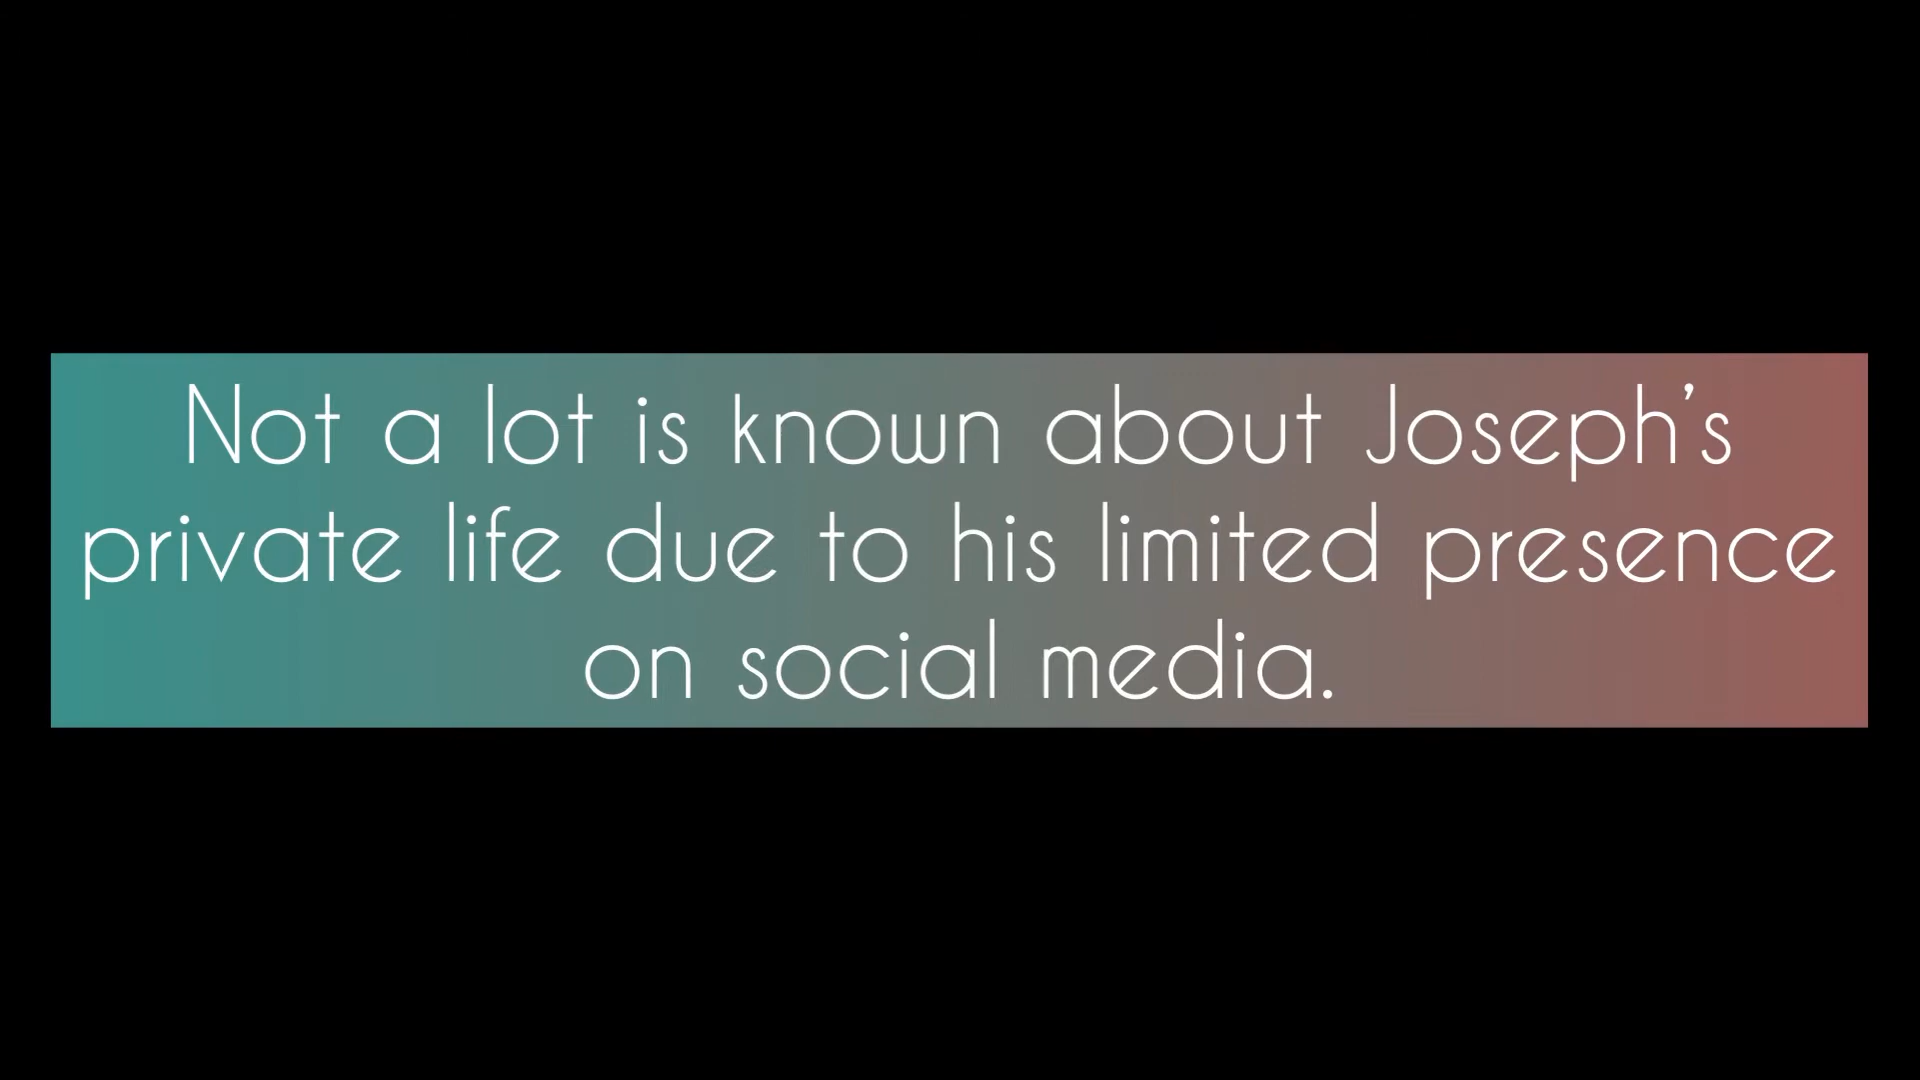 Not a lot is known about Joseph’s
private life due to his limited presence
on social media.